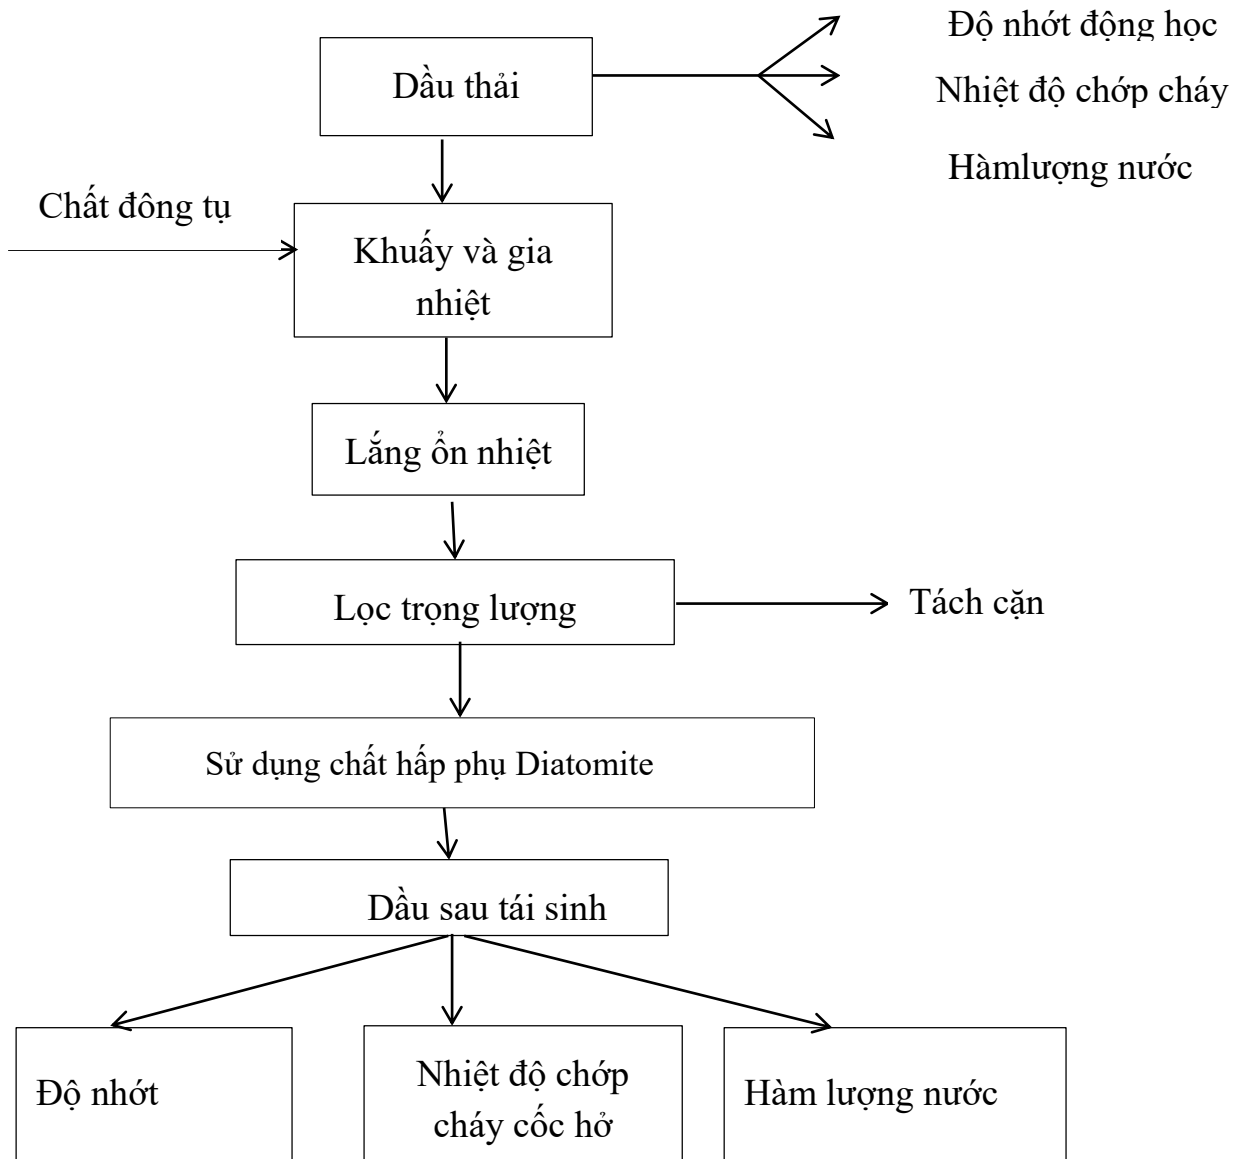 Độ nhớt động học
Dầu thải
Nhiệt độ chớp cháy
Hàmlượng nước
Chất đông tụ
Khuấy và gia
nhiệt
Lắng ổn nhiệt
Lọc trọng lượng
Tách cặn
Sử dụng chất hấp phụ Diatomite
Dầu sau tái sinh
Độ nhớt
Nhiệt độ chớp
cháy cốc hở
Hàm lượng nước